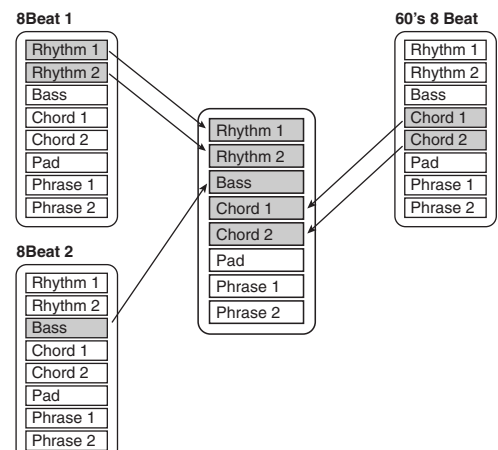 8Beat 1
Rhythm 1
Rhythm 2
Bass
Chord 1
Chord 2
Pad
Phrase 1
Phrase 2
8Beat 2
Rhythm 1
Rhythm 2
Bass
Chord 1
Chord 2
Pad
Phrase 1
Phrase 2
Rhythm 1
Rhythm 2
Bass
Chord 1
Chord 2
Pad
Phrase 1
Phrase 2
60's 8 Beat
Rhythm 1
Rhythm 2
Bass
Chord 1
Chord 2
Pad
Phrase 1
Phrase 2